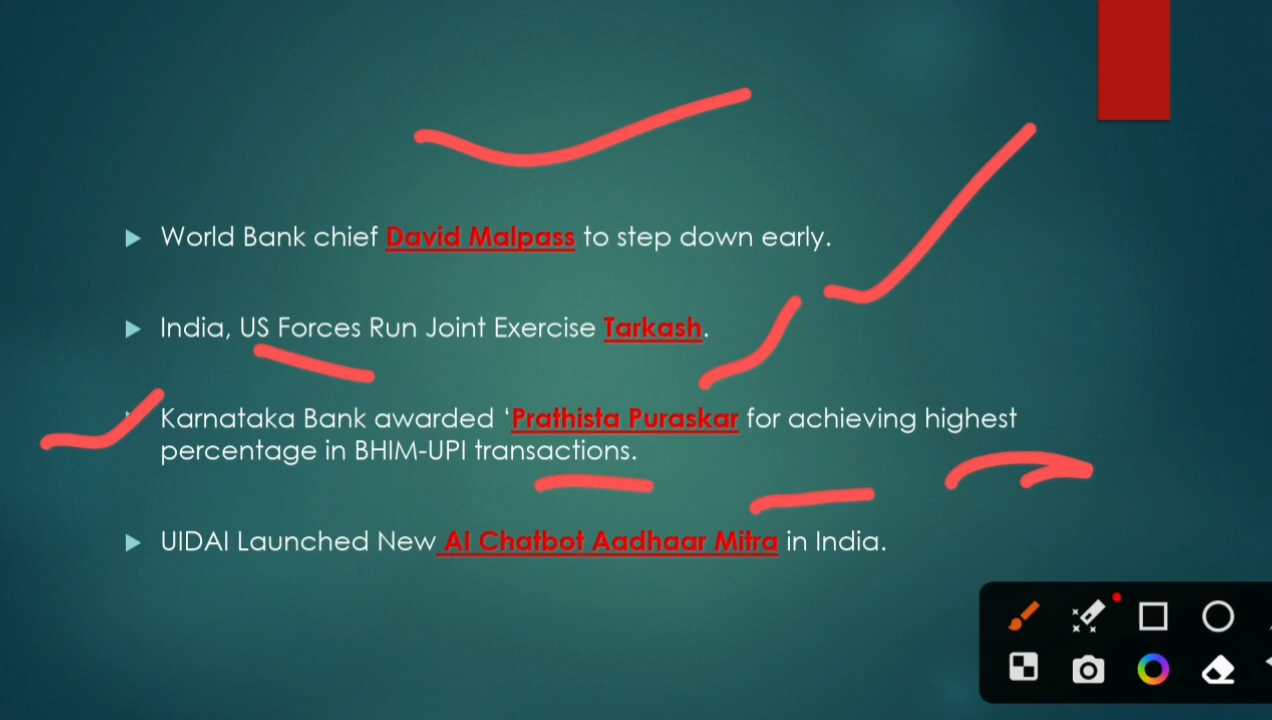 World Bank chief David Malpass to step down early.
India, US Forces Run Joint Exercise Tarkash.
Karnataka Bank awarded ‘Prathista Puraskar for achieving highest
percentage in BHIM-UPI transactions.
UIDAI Launched New AI Chatbot Aadhaar Mitra in India.